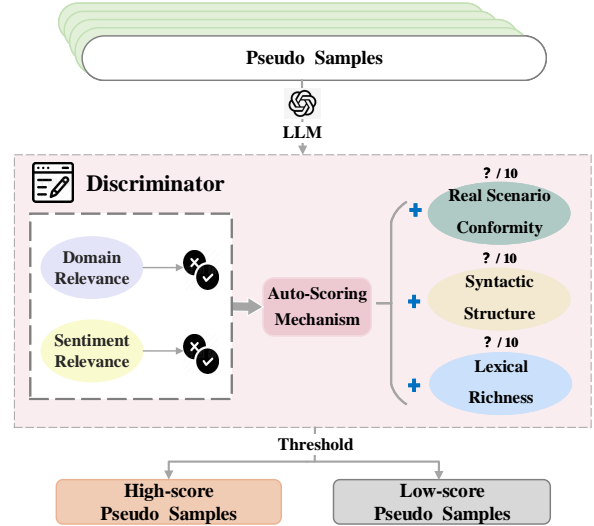 Pseudo Samples
LLM
Discriminator
Domain
Relevance
Sentiment
Relevance
Auto-Scoring
Mechanism
? / 10
Real Scenario
Conformity
? / 10
Syntactic
Structure
? / 10
Lexical
Richness
Threshold
High-score
Pseudo Samples
Low-score
Pseudo Samples